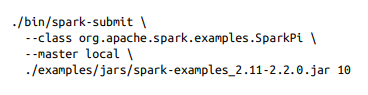 ./bin/spark-submit \
  --class org.apache.spark.examples.SparkPi \
  --master local \
  ./examples/jars/spark-examples_2.11-2.2.0.jar 10